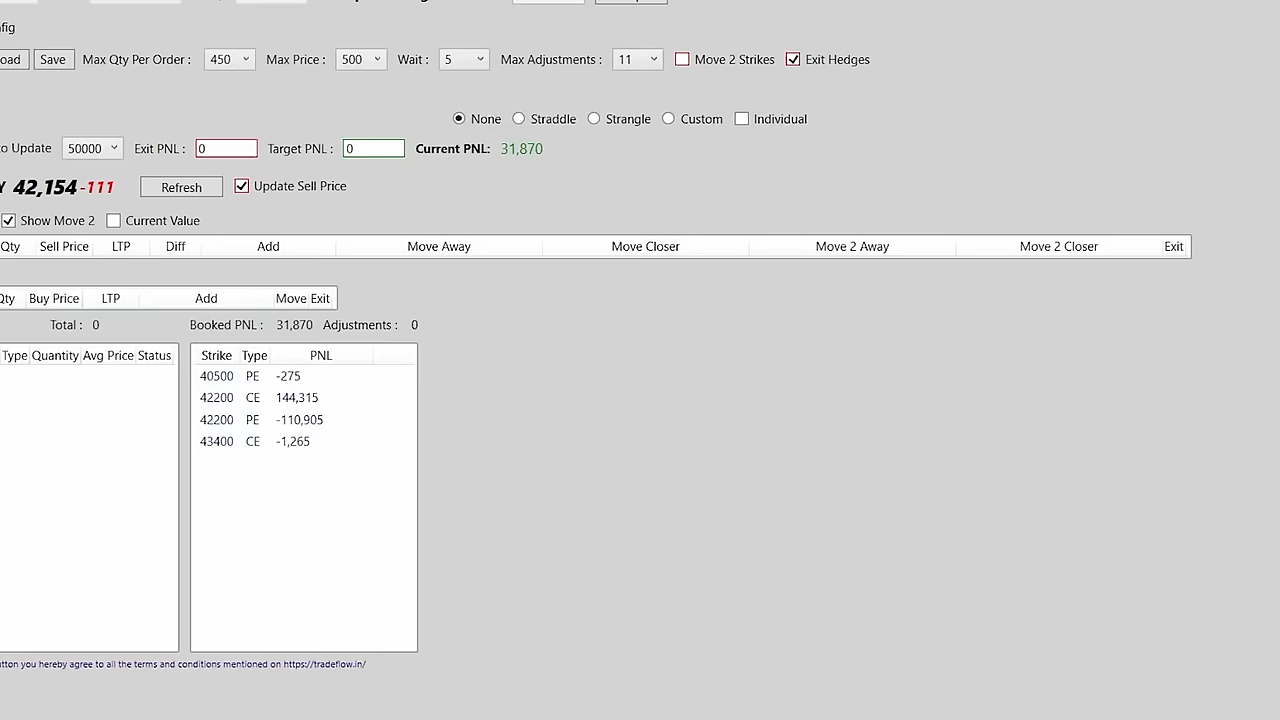 fig
oad Save Max Qty Per Order : 450 Max Price : 500 Wait : 5 Max Adjustments : 11 Move 2 Strikes Exit Hedges
None Straddle Strangle Custom Individual
o Update 50000 Exit PNL : 0 Target PNL : 0 Current PNL: 31,870
Y 42,154 -111 Refresh Update Sell Price
Show Move 2 Current Value
Qty Sell Price LTP Diff Add Move Away Move Closer Move 2 Away Move 2 Closer Exit
Qty Buy Price LTP Add Move Exit
Total : 0 Booked PNL : 31,870 Adjustments : 0
Type Quantity Avg Price Status Strike Type PNL
40500 PE -275
42200 CE 144,315
42200 PE -110,905
43400 CE -1,265
utton you hereby agree to all the terms and conditions mentioned on https://tradeflow.in/